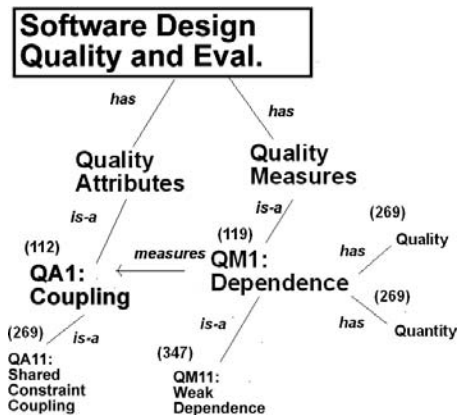 Software Design
Quality and Eval.
has
has
Quality
Attributes
Quality
Measures
is-a
is-a
(112)
(119)
(269)
Quality
has
QA1:
Coupling
measures
QM1:
Dependence
(269)
has
Quantity
(269)
is-a
(347)
is-a
QA11:
Shared
Constraint
Coupling
QM11:
Weak
Dependence